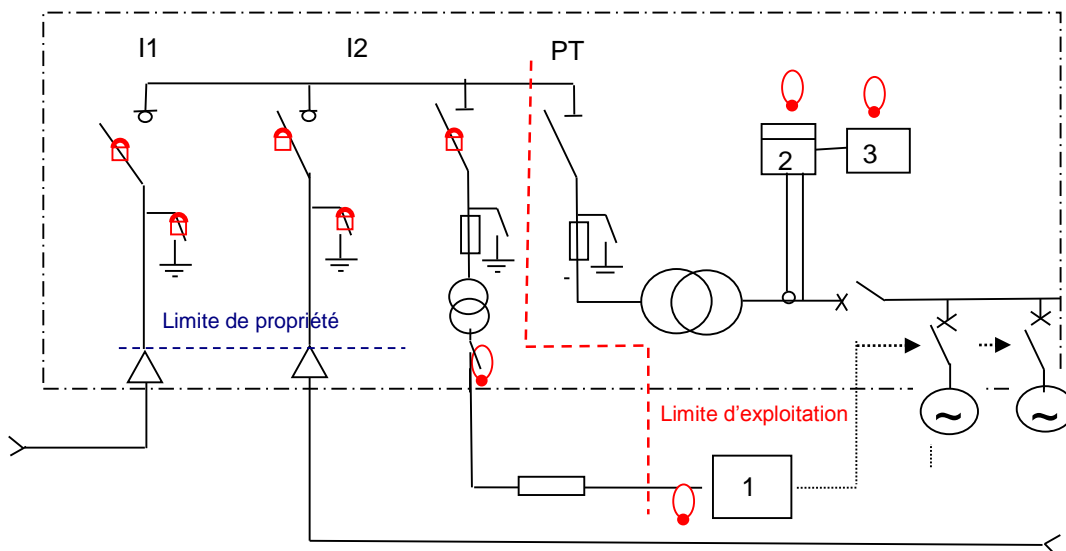 I1 I2 PT
2 3
Limite de propriété
Limite d'exploitation
~ ~
1